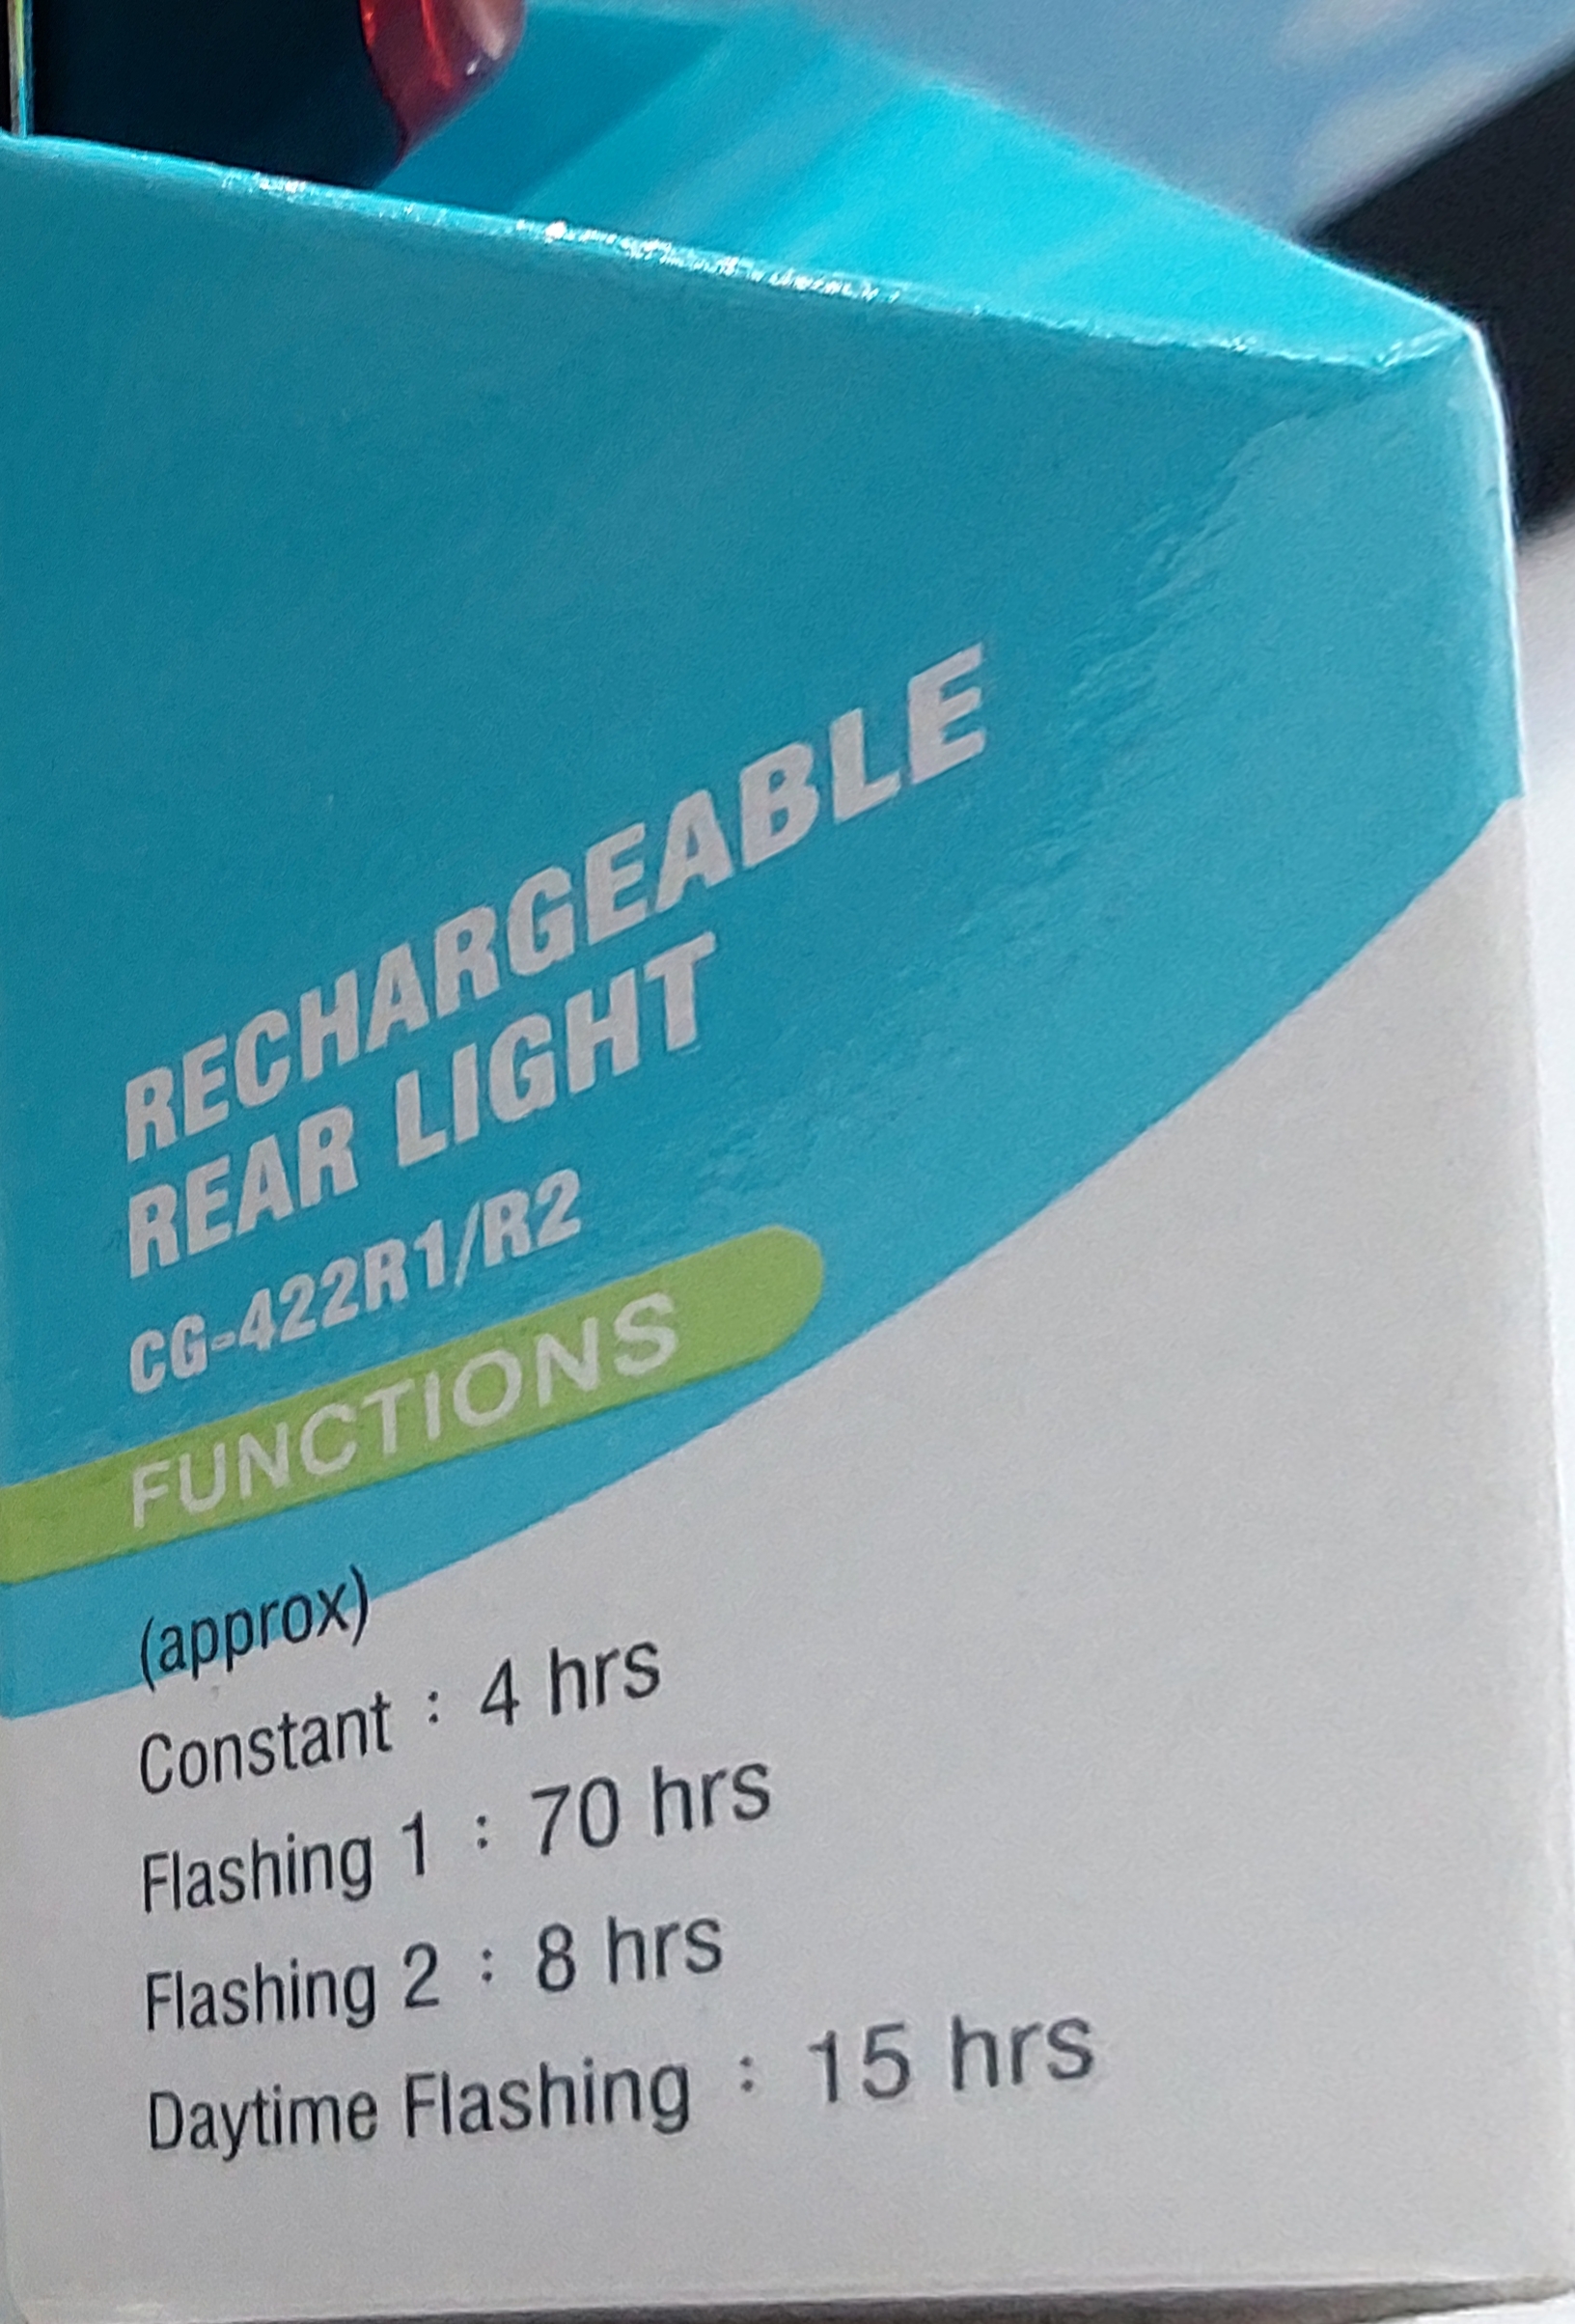 RECHARGEABLE
REAR LIGHT
CG-422R1/R2
FUNCTIONS
(approx)
Constant : 4 hrs
Flashing 1 : 70 hrs
Flashing 2 : 8 hrs
Daytime Flashing : 15 hrs